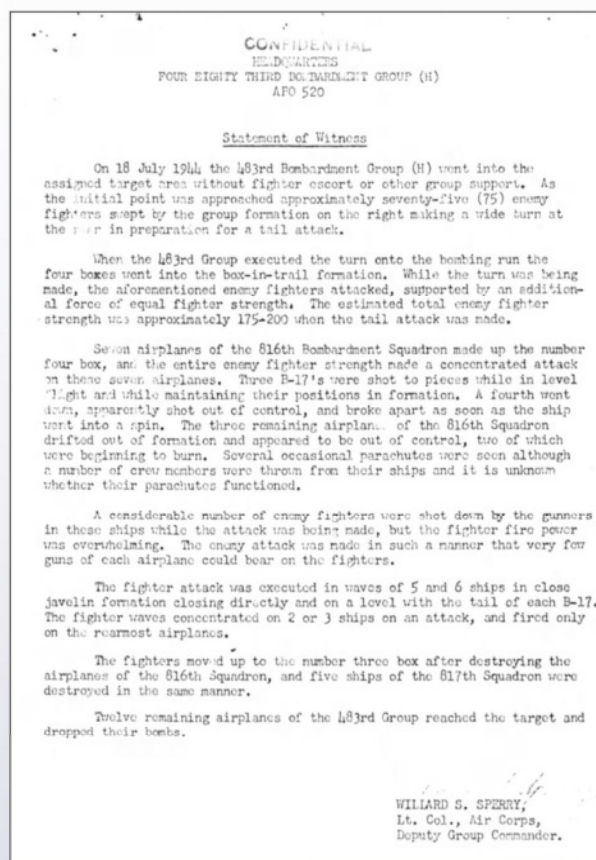 CONFIDENTIAL
HEADQUARTERS
FOUR EIGHTY THIRD BOMBARDMENT GROUP (H)
APO 520
Statement of Witness
On 18 July 1944 the 483rd Bombardment Group (H) went into the
assigned target area without fighter escort or other group support. As
the initial point was approached approximately seventy-five (75) enemy
fighters swept by the group formation on the right making a wide turn at
the rear in preparation for a tail attack.
When the 483rd Group executed the turn onto the bombing run the
four boxes went into the box-in-trail formation. While the turn was being
made, the aforementioned enemy fighters attacked, supported by an addition-
al force of equal fighter strength. The estimated total enemy fighter
strength was approximately 175-200 when the tail attack was made.
Seven airplanes of the 816th Bombardment Squadron made up the number
four box, and the entire enemy fighter strength made a concentrated attack
on these seven airplanes. Three B-17's were shot to pieces while in level
flight and while maintaining their positions in formation. A fourth went
down, apparently shot out of control, and broke apart as soon as the ship
went into a spin. The three remaining airplanes of the 816th Squadron
drifted out of formation and appeared to be out of control, two of which
were beginning to burn. Several occasional parachutes were seen although
a number of crew members were thrown from their ships and it is unknown
whether their parachutes functioned.
A considerable number of enemy fighters were shot down by the gunners
in these ships while the attack was being made, but the fighter fire power
was overwhelming. The enemy attack was made in such a manner that very few
guns of each airplane could bear on the fighters.
The fighter attack was executed in waves of 5 and 6 ships in close
javelin formation closing directly and on a level with the tail of each B-17.
The fighter waves concentrated on 2 or 3 ships on an attack, and fired only
on the rearmost airplanes.
The fighters moved up to the number three box after destroying the
airplanes of the 816th Squadron, and five ships of the 817th Squadron were
destroyed in the same manner.
Twelve remaining airplanes of the 483rd Group reached the target and
dropped their bombs.
WILLARD S. SPERRY,
Lt. Col., Air Corps,
Deputy Group Commander.